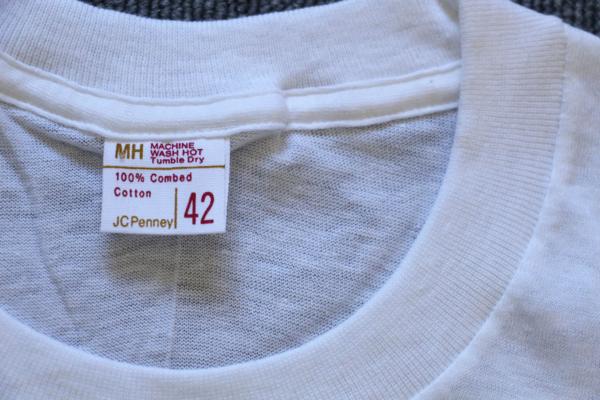 MH MACHINE
WASH HOT
Tumble Dry
100% Combed
Cotton
JCPenney 42